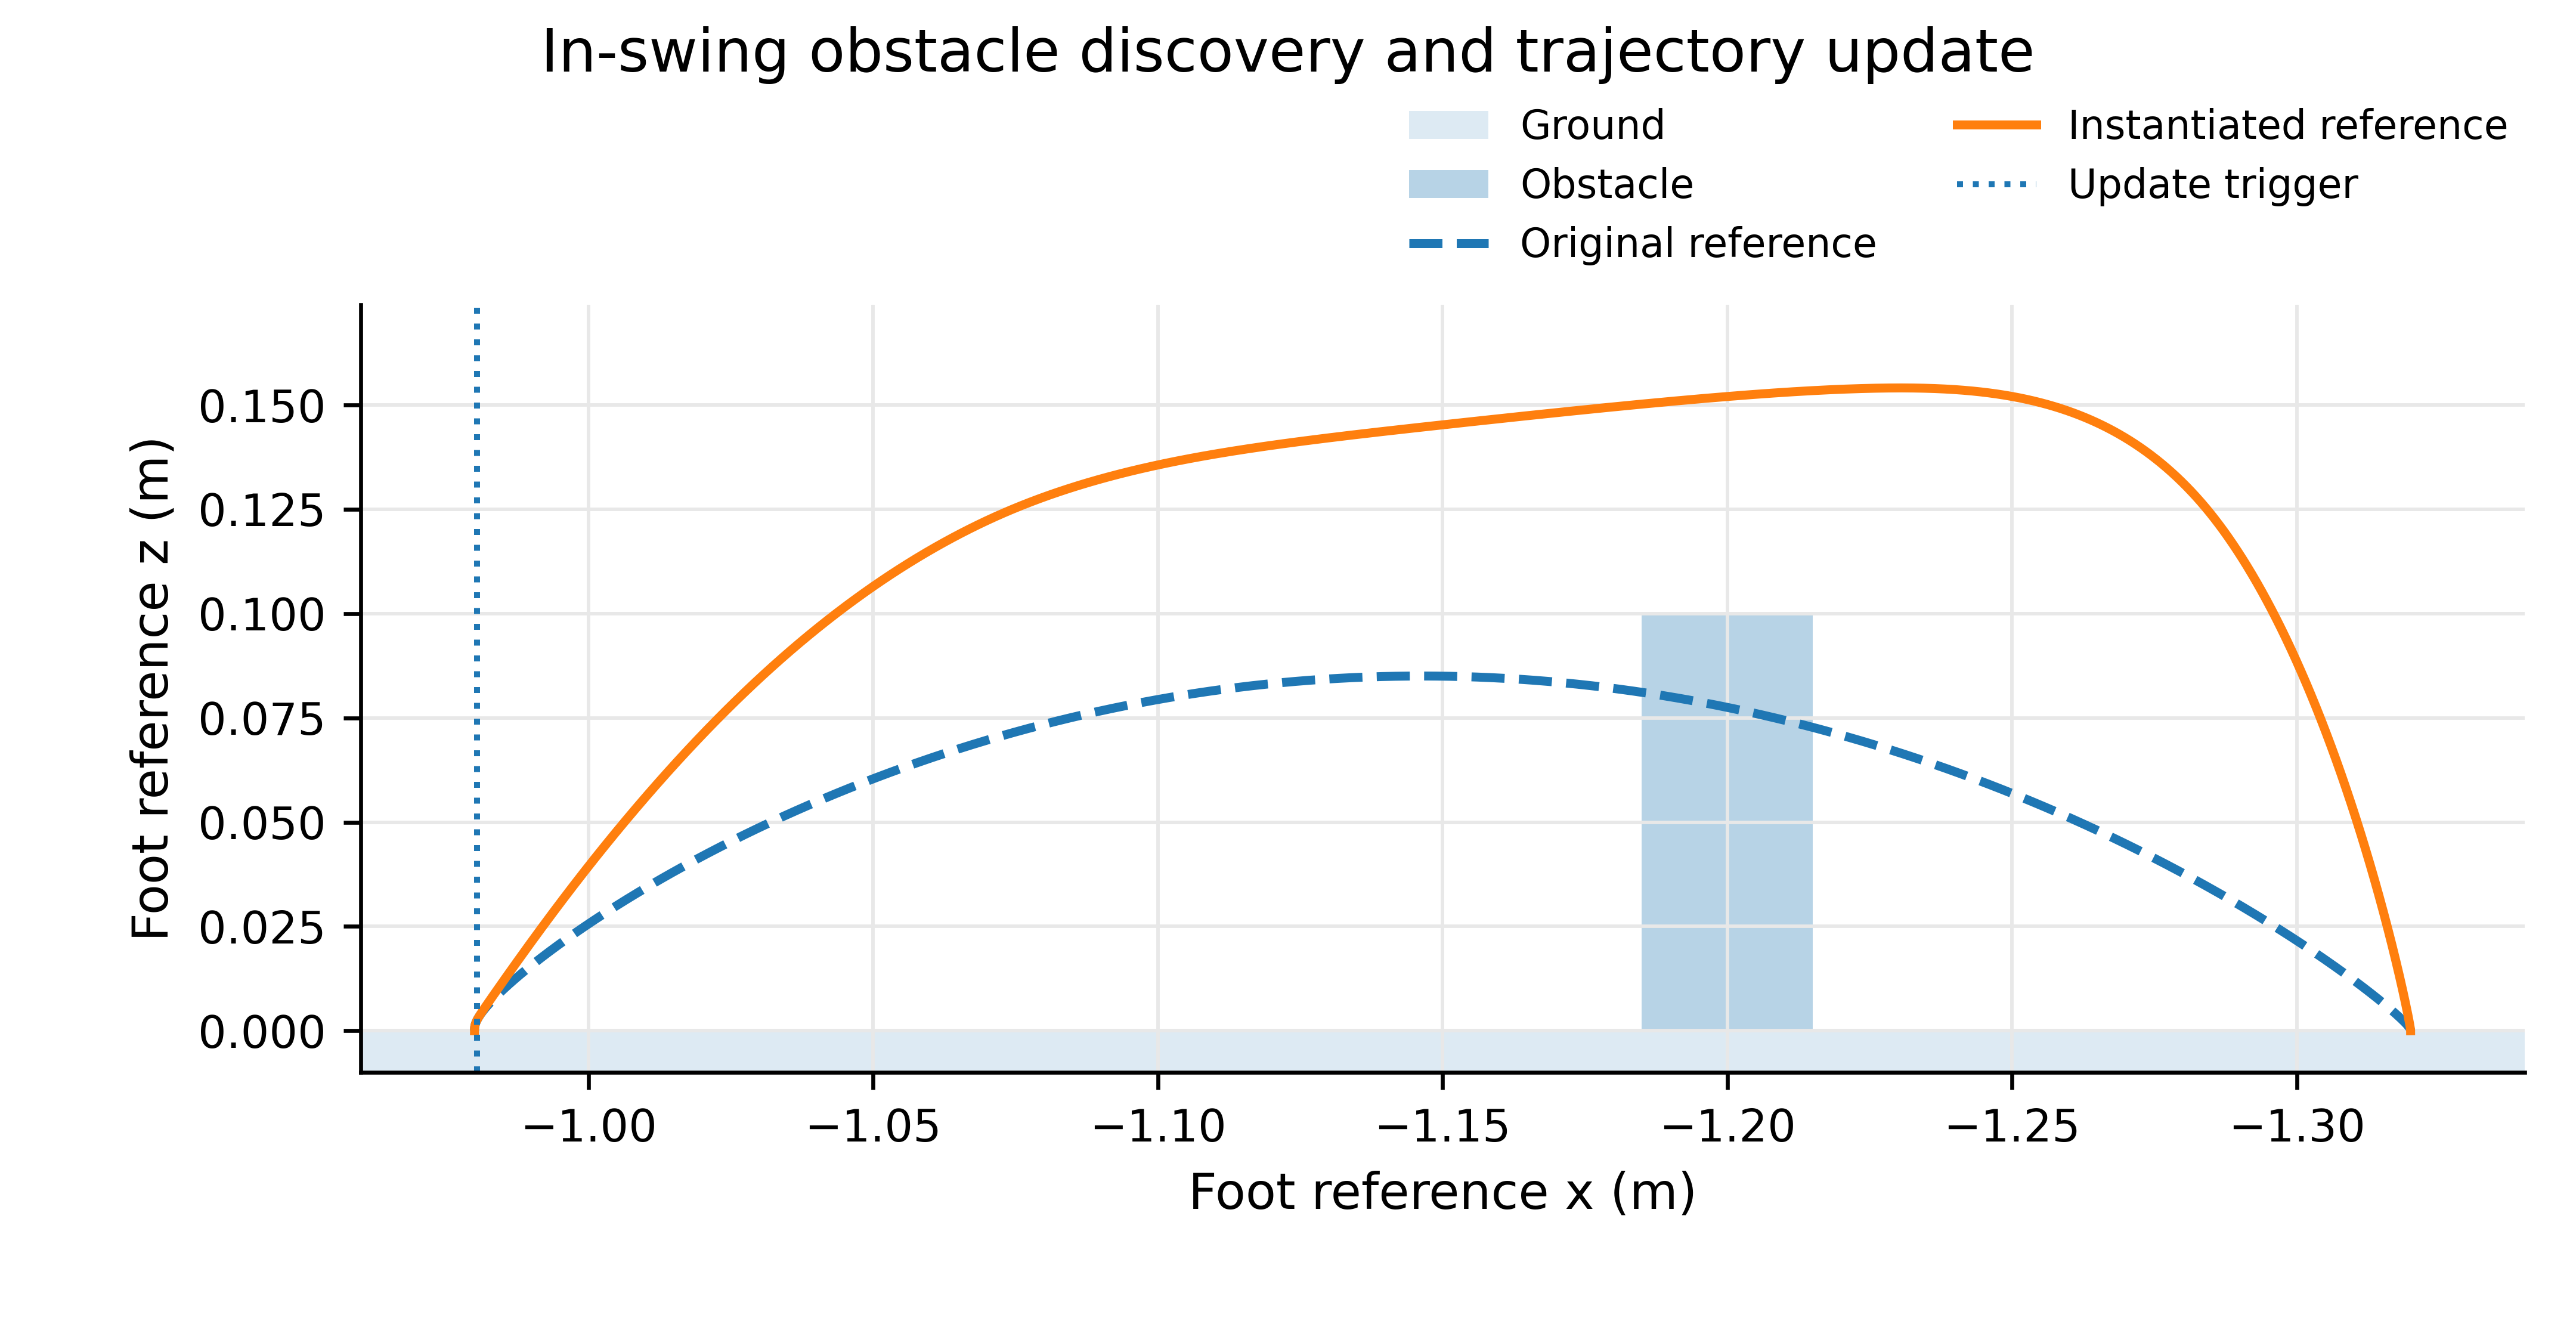 In-swing obstacle discovery and trajectory update
Ground
Obstacle
Original reference
Instantiated reference
Update trigger
Foot reference z (m)
0.150
0.125
0.100
0.075
0.050
0.025
0.000
−1.00
−1.05
−1.10
−1.15
−1.20
−1.25
−1.30
Foot reference x (m)